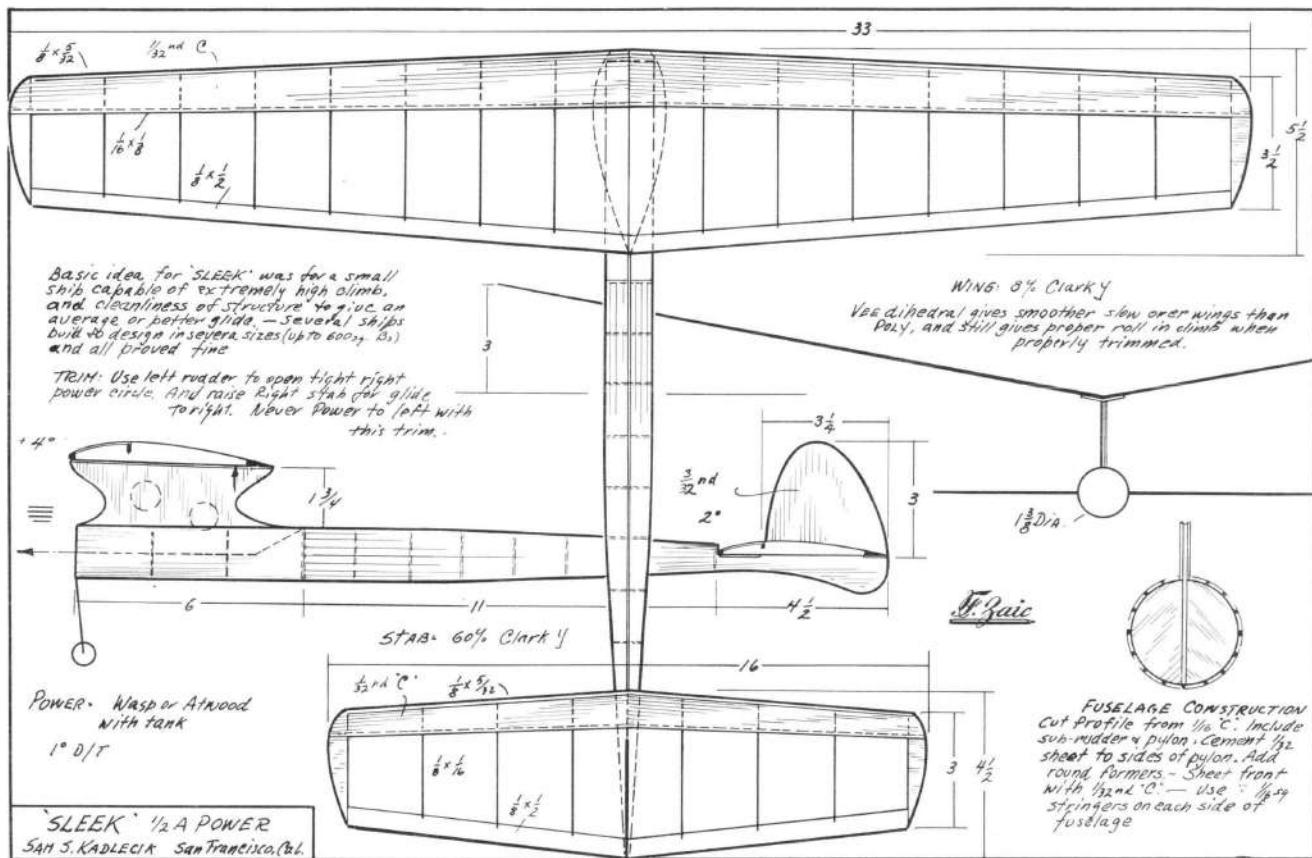 33
1/8 x 5/32
1/32 nd C
1/16 x 1/8
1/8 x 1/2
3 1/2
5 1/2
Basic idea for 'SLEEK' was for a small
ship capable of extremely high climb,
and cleanliness of structure to give an
average or better glide. — Several ships
build to design in severa sizes (up to 600 sq.
and all proved fine
TRIM: Use left rudder to open tight right
power circle. And raise Right stab for glide
to right. Never Power to left with
this trim.
3
WING: 8% Clark Y
VEE dihedral gives smoother slow over wings than
POLY, and still gives proper roll in climb when
properly trimmed.
+4°
1 3/4
3 1/4
3/32 nd
2°
3
1 3/8 DIA.
6
11
4 1/2
F. Zaic
STAB- 60% Clark Y
16
1/32 nd 'C'
1/8 x 5/32
1/8 x 1/16
1/8 x 1/2
3
4 1/2
POWER- Wasp or Atwood
with tank
1° D/T
FUSELAGE CONSTRUCTION
Cut Profile from 1/16 'C'. Include
sub-rudder & pylon. Cement 1/32
sheet to sides of pylon. Add
round formers - Sheet front
with 1/32 nd 'C' — Use 1/16 sq
stringers on each side of
fuselage
'SLEEK' 1/2 A POWER
SAM S. KADLECIK San Francisco, Cal.